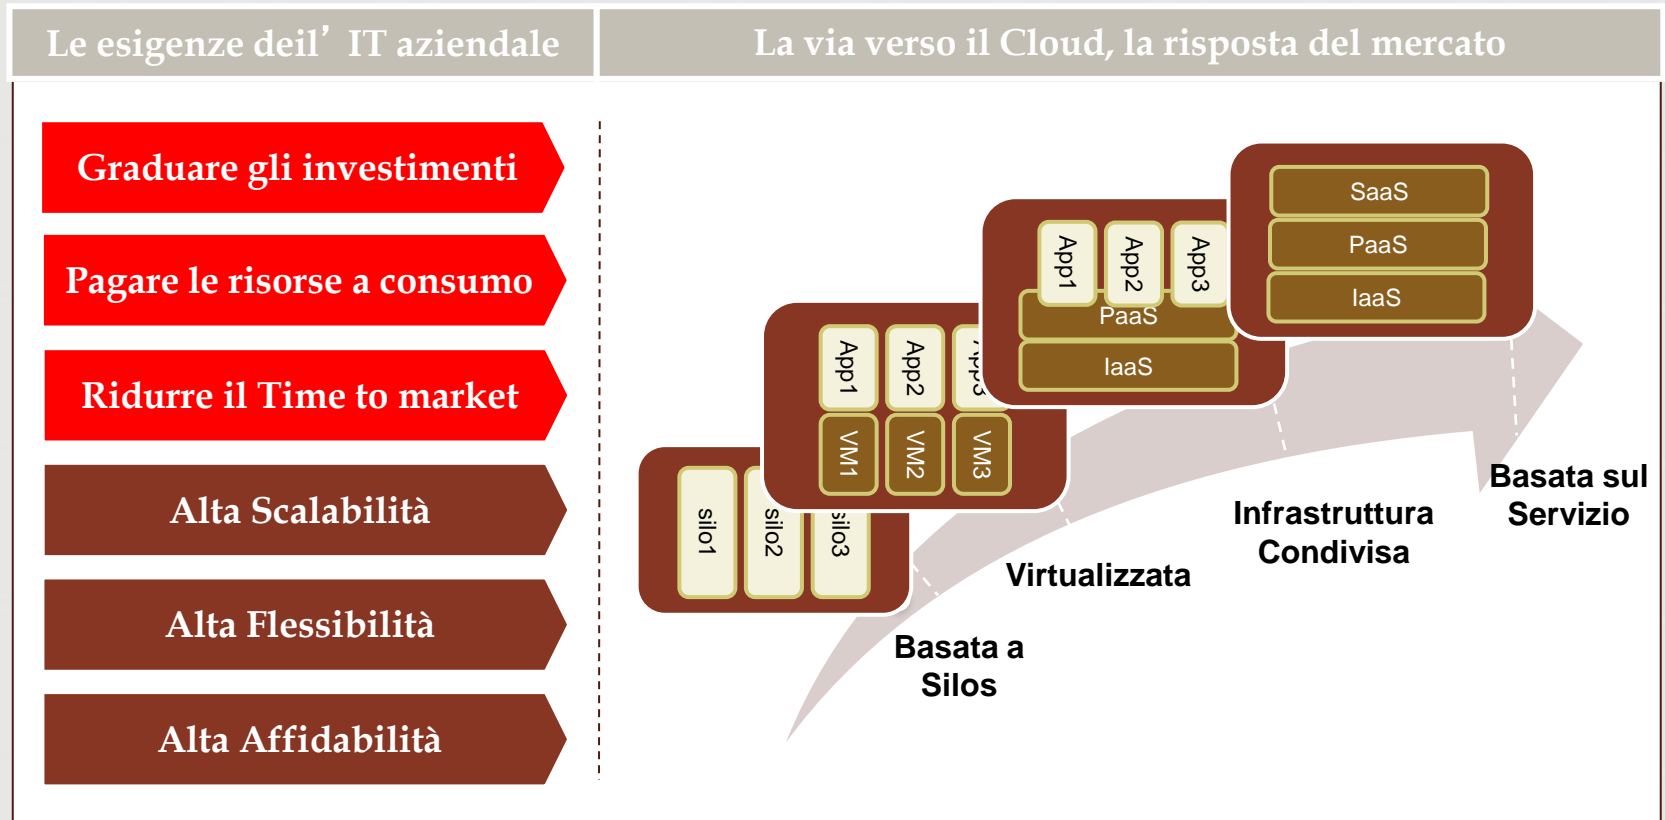 Le esigenze deil’ IT aziendale
La via verso il Cloud, la risposta del mercato
Graduare gli investimenti
Pagare le risorse a consumo
Ridurre il Time to market
Alta Scalabilità
Alta Flessibilità
Alta Affidabilità
silo1
silo2
silo3
Basata a
Silos
App1
App2
App3
VM1
VM2
VM3
Virtualizzata
App1
App2
App3
PaaS
IaaS
Infrastruttura
Condivisa
SaaS
PaaS
IaaS
Basata sul
Servizio